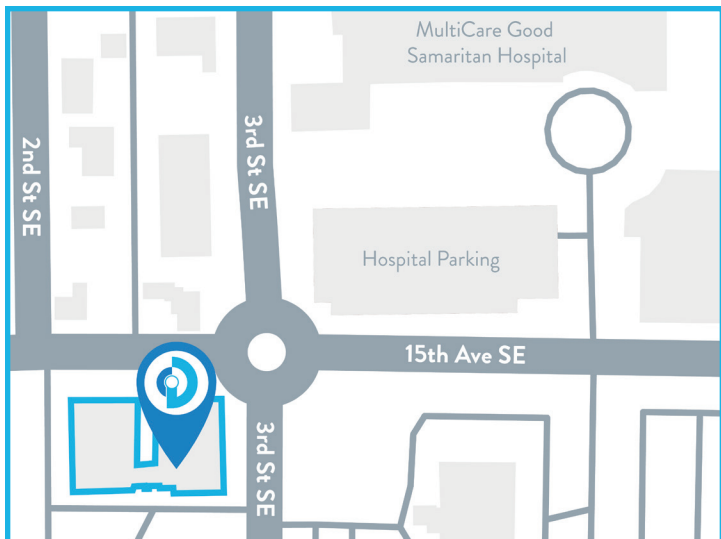 MultiCare Good
Samaritan Hospital
2nd St SE
3rd St SE
Hospital Parking
15th Ave SE
3rd St SE